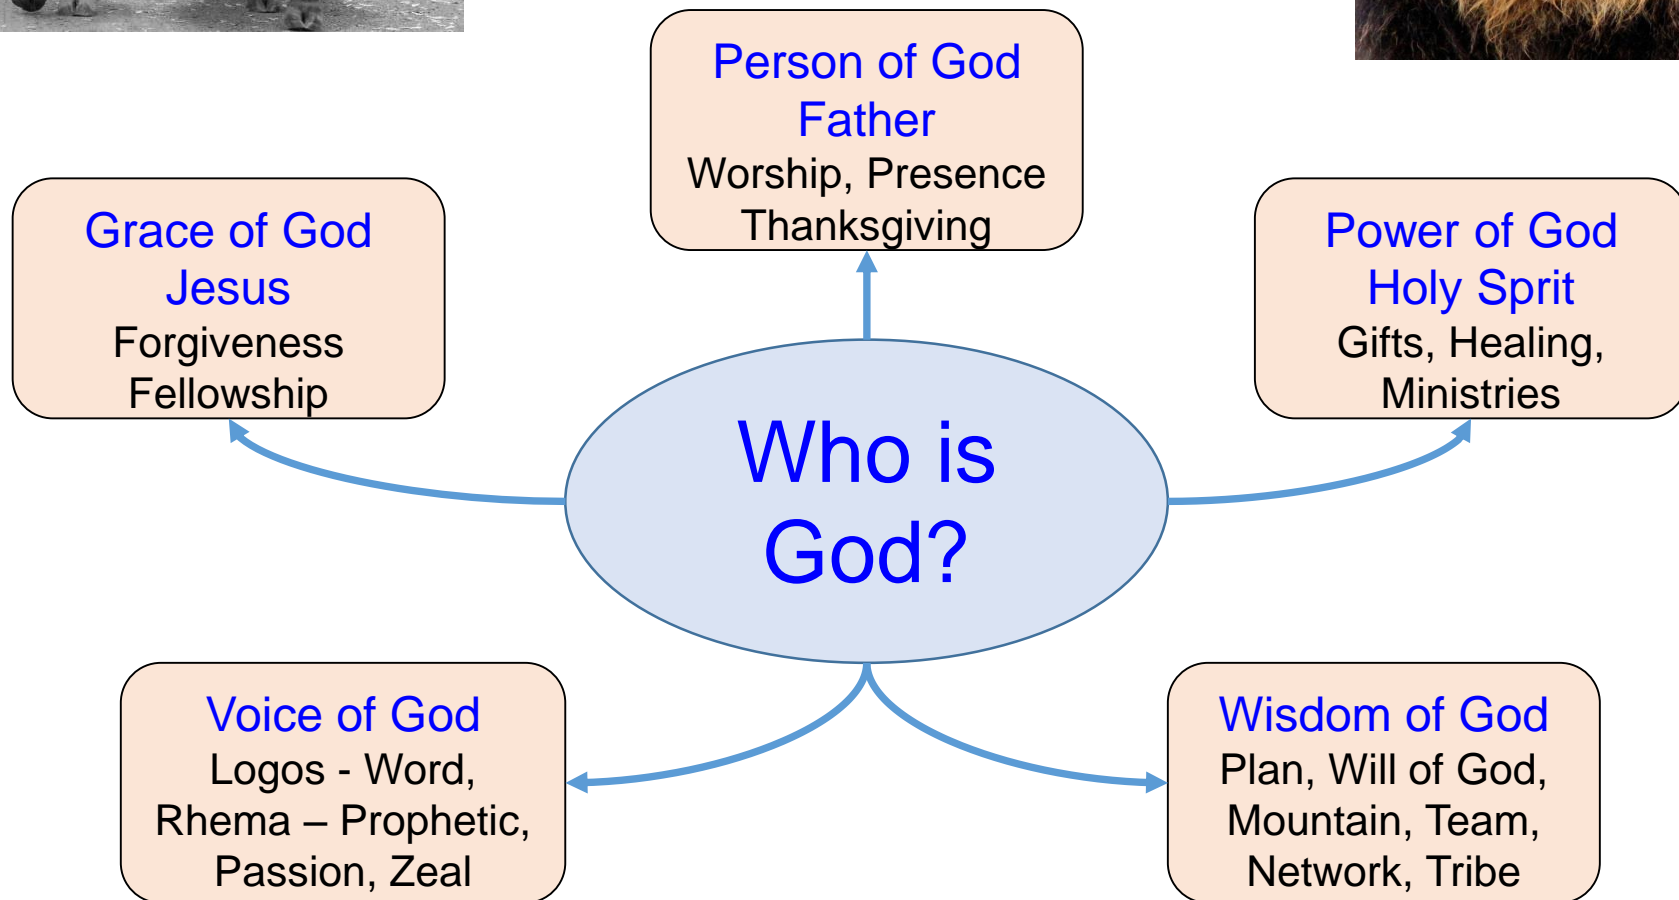 Person of God
Father
Worship, Presence
Thanksgiving
Grace of God
Jesus
Forgiveness
Fellowship
Power of God
Holy Sprit
Gifts, Healing,
Ministries
Who is
God?
Voice of God
Logos - Word,
Rhema – Prophetic,
Passion, Zeal
Wisdom of God
Plan, Will of God,
Mountain, Team,
Network, Tribe